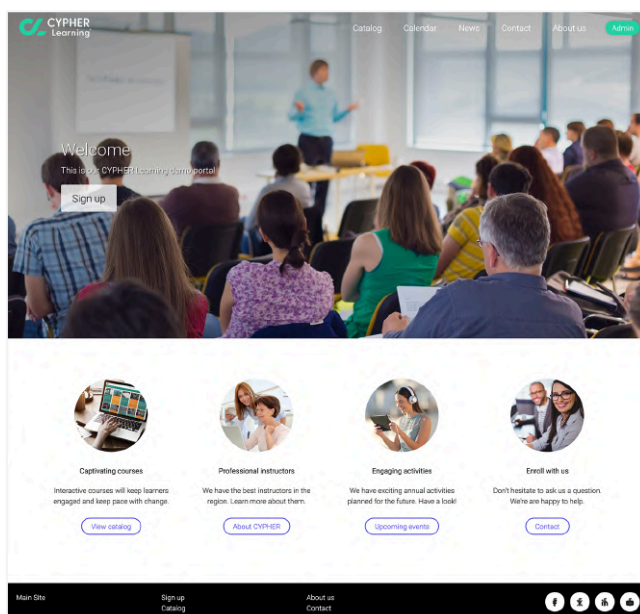 CYPHER
Learning
Catalog
Calendar
News
Contact
About us
Admin
Welcome
This is our CYPHER Learning demo portal
Sign up
Captivating courses
Interactive courses will keep learners
engaged and keep pace with change.
View catalog
Professional instructors
We have the best instructors in the
region. Learn more about them.
About CYPHER
Engaging activities
We have exciting annual activities
planned for the future. Have a look!
Upcoming events
Enroll with us
Don't hesitate to ask us a question.
We're are happy to help.
Contact
Main Site
Sign up
Catalog
About us
Contact